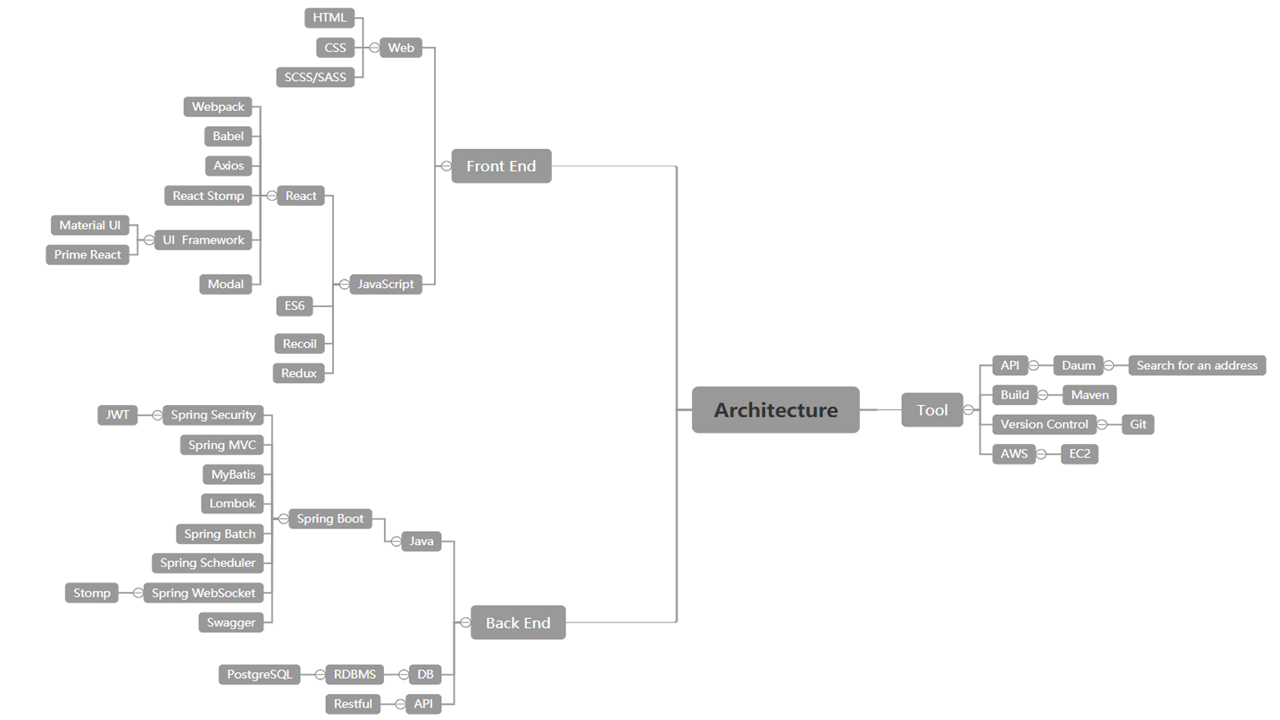 HTML
CSS
SCSS/SASS
Web
Webpack
Babel
Axios
React Stomp
Material UI
Prime React
UI  Framework
Modal
React
ES6
Recoil
Redux
JavaScript
Front End
JWT
Spring Security
Spring MVC
MyBatis
Lombok
Spring Batch
Spring Scheduler
Stomp
Spring WebSocket
Swagger
Spring Boot
Java
PostgreSQL
RDBMS
DB
Restful
API
Back End
Architecture
Tool
API
Daum
Search for an address
Build
Maven
Version Control
Git
AWS
EC2